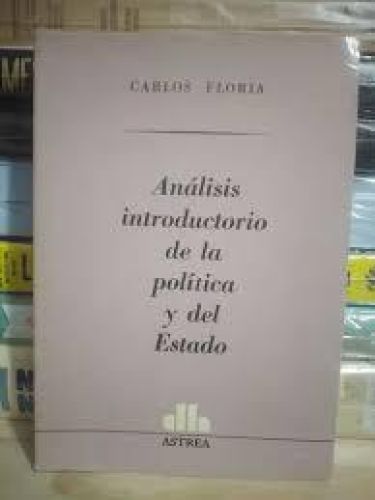 CARLOS FLORIA
Análisis
introductorio
de la
política
y del
Estado
ASTREA